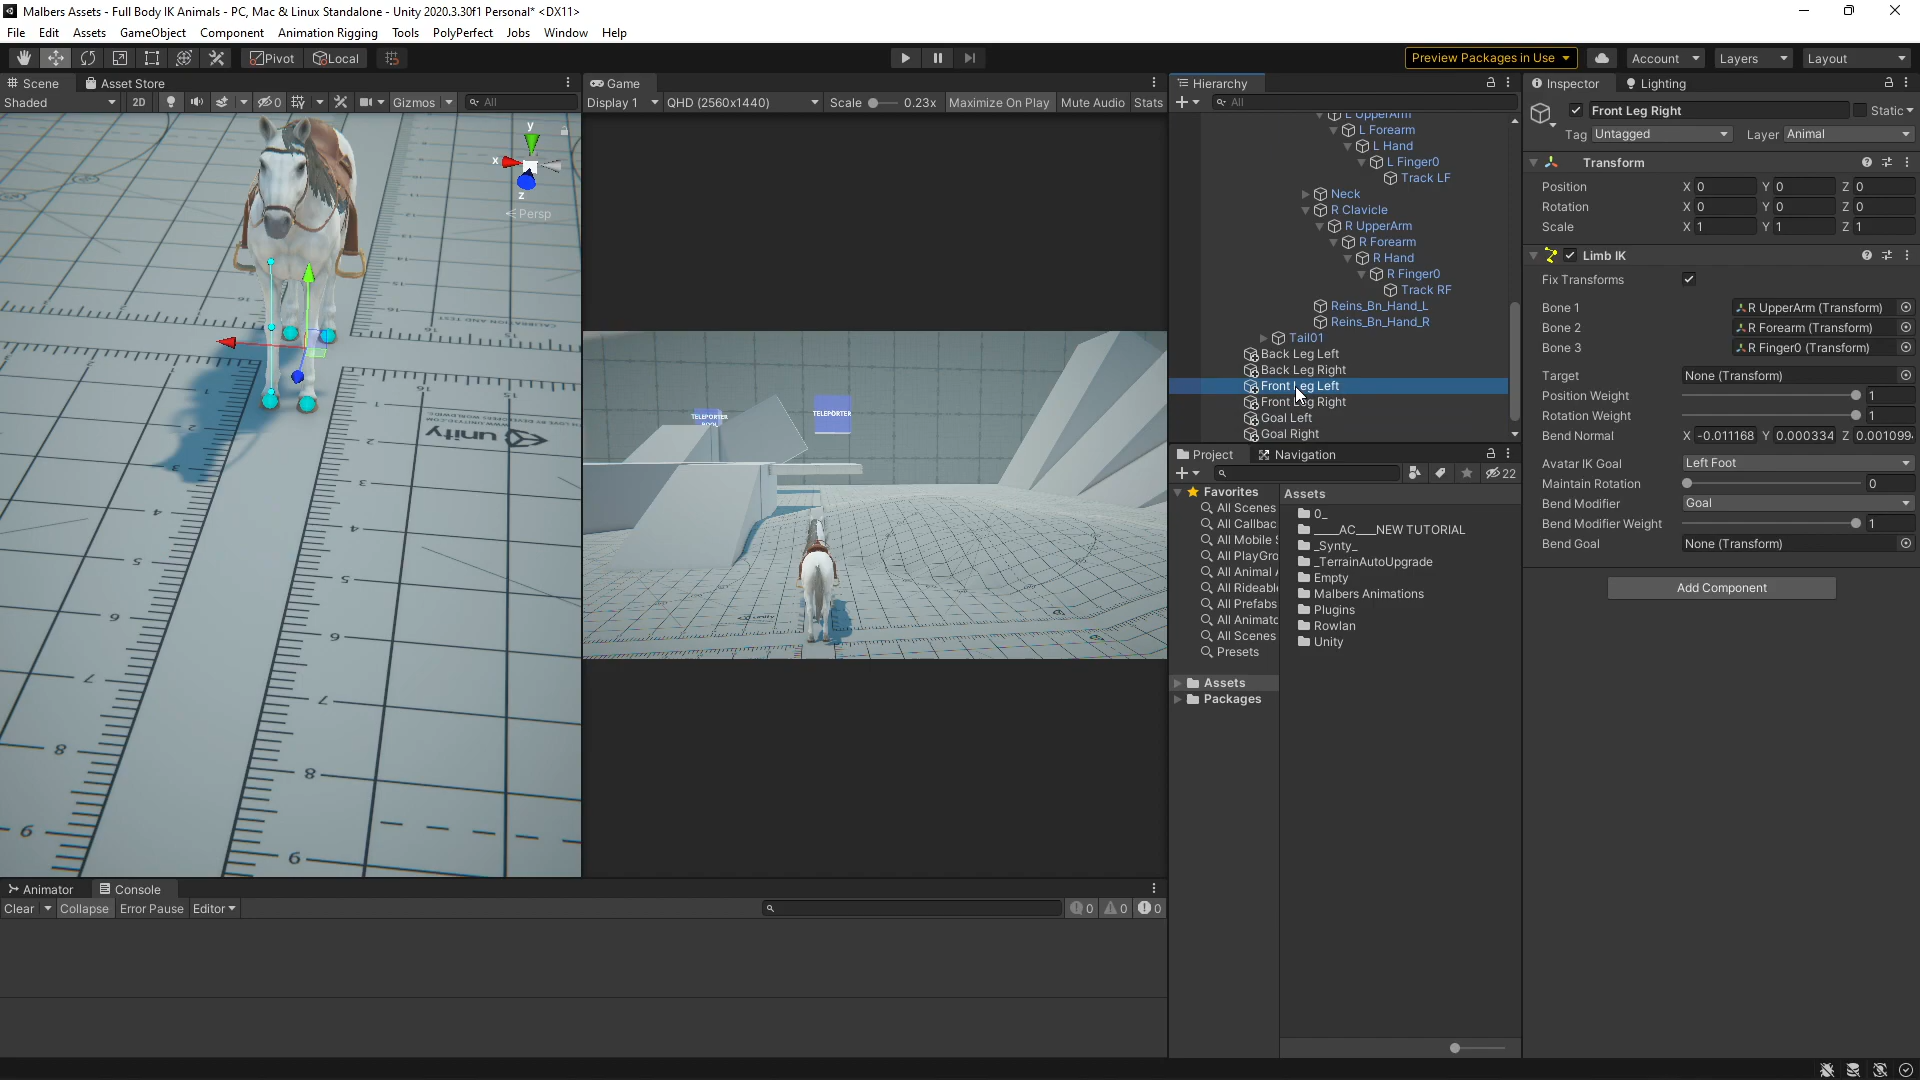 Malbers Assets - Full Body IK Animals - PC, Mac & Linux Standalone - Unity 2020.3.30f1 Personal* <DX11>
File Edit Assets GameObject Component Animation Rigging Tools PolyPerfect Jobs Window Help
Pivot Local Preview Packages in Use Account Layers Layout
Scene Asset Store
Shaded 2D 0 Gizmos All
y
x
z
Persp
unity
Game
Display 1 QHD (2560x1440) Scale 0.23x Maximize On Play Mute Audio Stats
TELEPORTER
TELEPORTER
Hierarchy
All
L UpperArm
L Forearm
L Hand
L Finger0
Track LF
Neck
R Clavicle
R UpperArm
R Forearm
R Hand
R Finger0
Track RF
Reins_Bn_Hand_L
Reins_Bn_Hand_R
Tail01
Back Leg Left
Back Leg Right
Front Leg Left
Front Leg Right
Goal Left
Goal Right
Project Navigation
22
Favorites
All Scenes
All Callbac
All Mobile S
All PlayGro
All Animal
All Rideabl
All Prefabs
All Animato
All Scenes
Presets
Assets
Packages
Assets
0_
____AC___NEW TUTORIAL
_Synty_
_TerrainAutoUpgrade
Empty
Malbers Animations
Plugins
Rowlan
Unity
Inspector Lighting
Front Leg Right Static
Tag Untagged Layer Animal
Transform
Position X 0 Y 0 Z 0
Rotation X 0 Y 0 Z 0
Scale X 1 Y 1 Z 1
Limb IK
Fix Transforms
Bone 1 R UpperArm (Transform)
Bone 2 R Forearm (Transform)
Bone 3 R Finger0 (Transform)
Target None (Transform)
Position Weight 1
Rotation Weight 1
Bend Normal X -0.011168 Y 0.000334 Z 0.001099
Avatar IK Goal Left Foot
Maintain Rotation 0
Bend Modifier Goal
Bend Modifier Weight 1
Bend Goal None (Transform)
Add Component
Animator Console
Clear Collapse Error Pause Editor 0 0 0